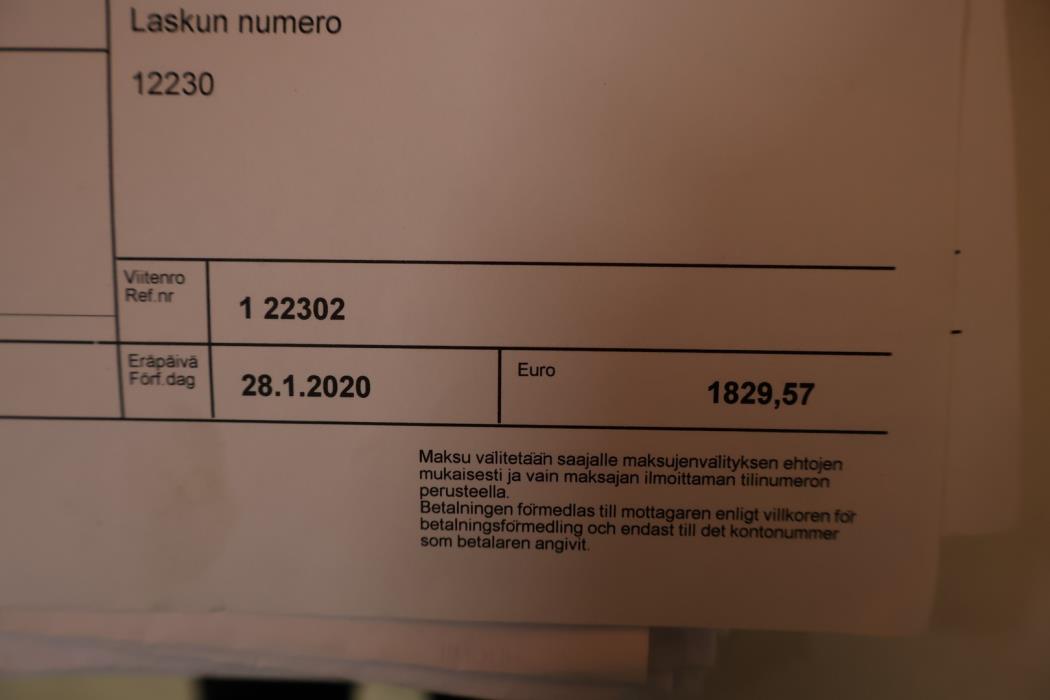 Laskun numero
12230
Viitenro
Ref.nr
1 22302
Eräpäivä
Förf.dag
28.1.2020
Euro
1829,57
Maksu välitetään saajalle maksujenvälityksen ehtojen
mukaisesti ja vain maksajan ilmoittaman tilinumeron
perusteella.
Betalningen förmedlas till mottagaren enligt villkoren för
betalningsförmedling och endast till det kontonummer
som betalaren angivit.